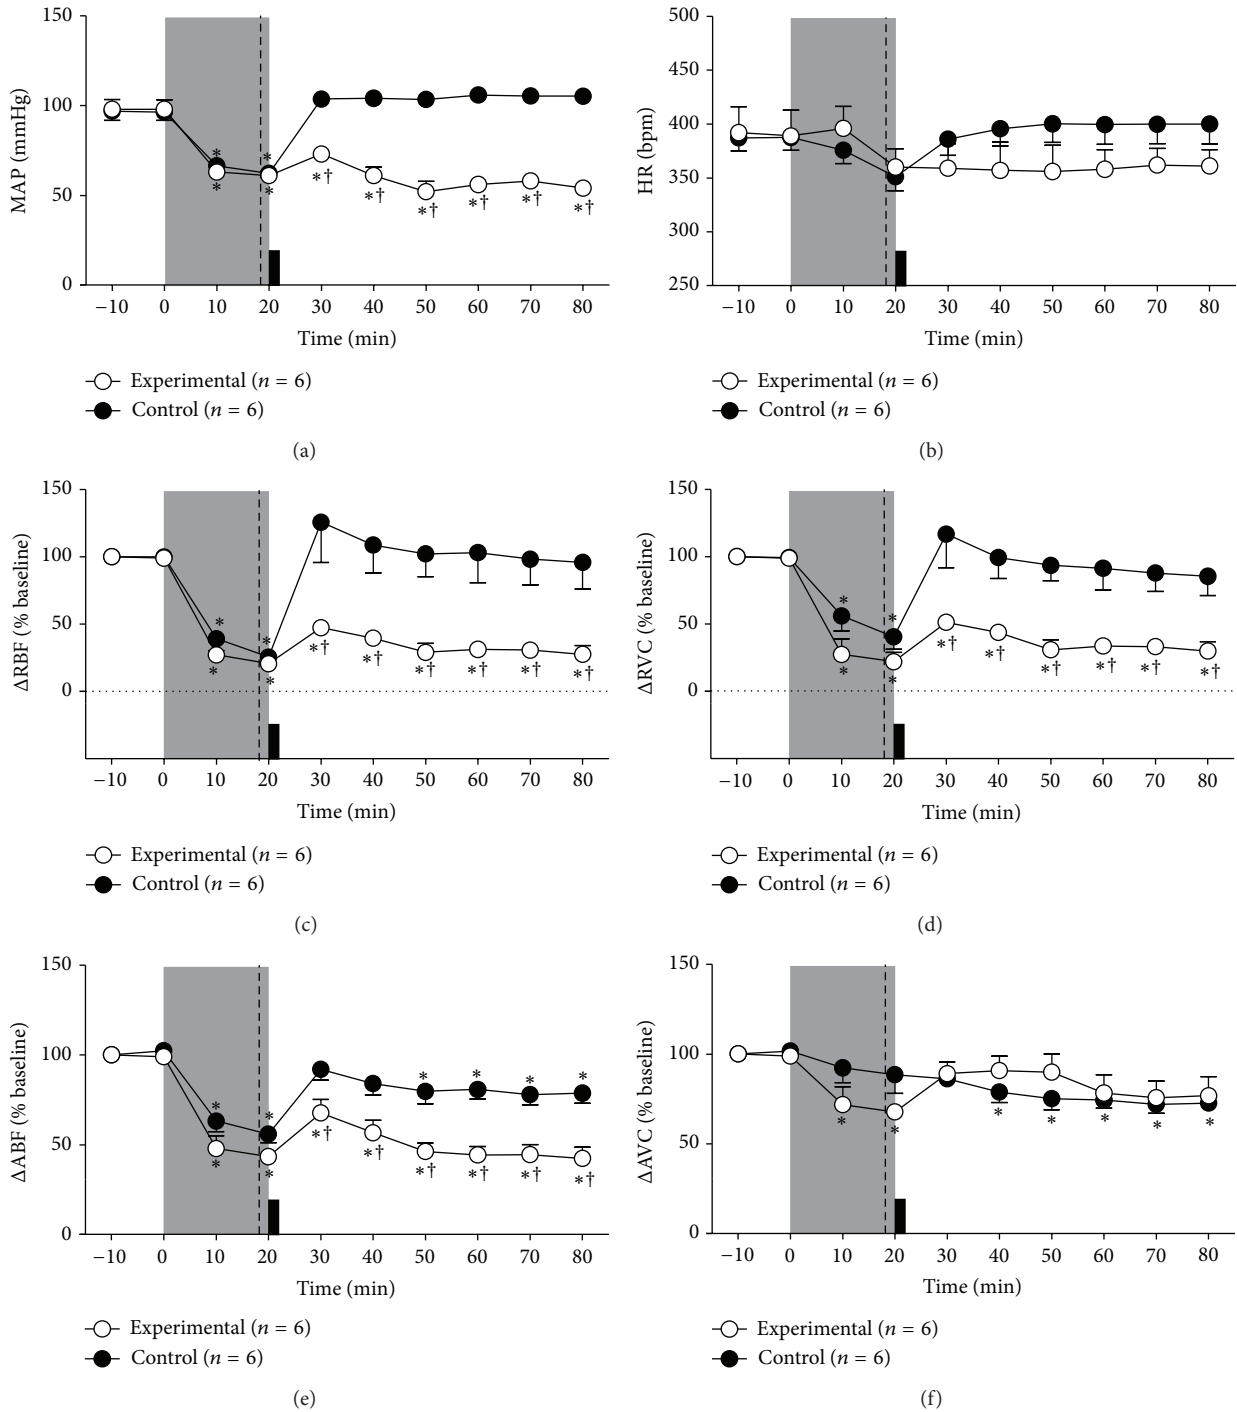 150
100
50
0
MAP (mmHg)
* * * * *† *† *† *† *† *†
−10 0 10 20 30 40 50 60 70 80
Time (min)
Experimental (n = 6)
Control (n = 6)
(a)
500
450
400
350
300
250
HR (bpm)
−10 0 10 20 30 40 50 60 70 80
Time (min)
Experimental (n = 6)
Control (n = 6)
(b)
150
100
50
0
ΔRBF (% baseline)
* * * * *† *† *† *† *† *†
−10 0 10 20 30 40 50 60 70 80
Time (min)
Experimental (n = 6)
Control (n = 6)
(c)
150
100
50
0
ΔRVC (% baseline)
* * * * *† *† *† *† *† *†
−10 0 10 20 30 40 50 60 70 80
Time (min)
Experimental (n = 6)
Control (n = 6)
(d)
150
100
50
0
ΔABF (% baseline)
* * * * * *
* * *† *† *† *† *† *†
−10 0 10 20 30 40 50 60 70 80
Time (min)
Experimental (n = 6)
Control (n = 6)
(e)
150
100
50
0
ΔAVC (% baseline)
* * * * * * *
−10 0 10 20 30 40 50 60 70 80
Time (min)
Experimental (n = 6)
Control (n = 6)
(f)